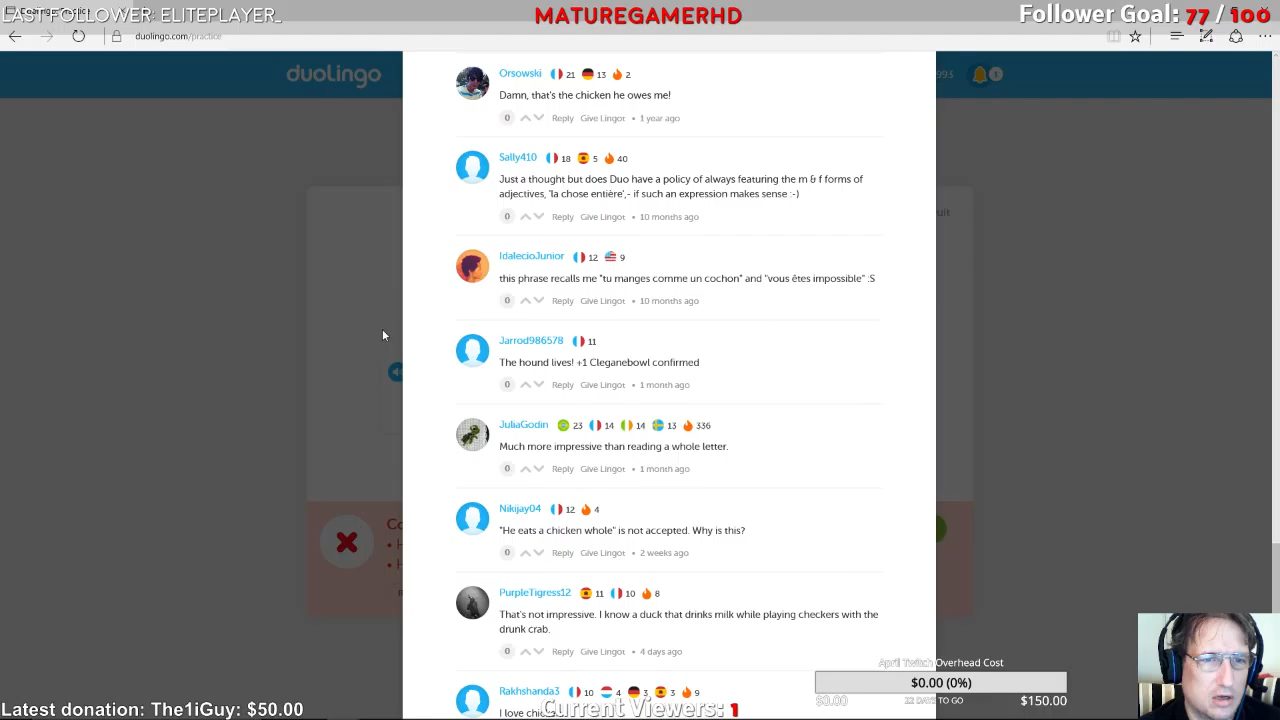 LAST FOLLOWER: ELITEPLAYER_
MATUREGAMERHD
Follower Goal: 77 / 100
duolingo.com/practice
duolingo
993
1
Orsowski 21 13 2
Damn, that's the chicken he owes me!
0 Reply Give Lingot • 1 year ago
Sally410 18 5 40
Just a thought but does Duo have a policy of always featuring the m & f forms of
adjectives, 'la chose entière',- if such an expression makes sense :-)
0 Reply Give Lingot • 10 months ago
IdalecioJunior 12 9
this phrase recalls me "tu manges comme un cochon" and "vous êtes impossible" :S
0 Reply Give Lingot • 10 months ago
Jarrod986578 11
The hound lives! +1 Cleganebowl confirmed
0 Reply Give Lingot • 1 month ago
JuliaGodin 23 14 14 13 336
Much more impressive than reading a whole letter.
0 Reply Give Lingot • 1 month ago
Nikijay04 12 4
"He eats a chicken whole" is not accepted. Why is this?
0 Reply Give Lingot • 2 weeks ago
PurpleTigress12 11 10 8
That's not impressive. I know a duck that drinks milk while playing checkers with the
drunk crab.
0 Reply Give Lingot • 4 days ago
Rakhshanda3 10 4 3 3 9
I love
Current Viewers: 1
April Twitch Overhead Cost
$0.00 (0%)
$0.00 22 DAYS TO GO $150.00
Latest donation: The1iGuy: $50.00